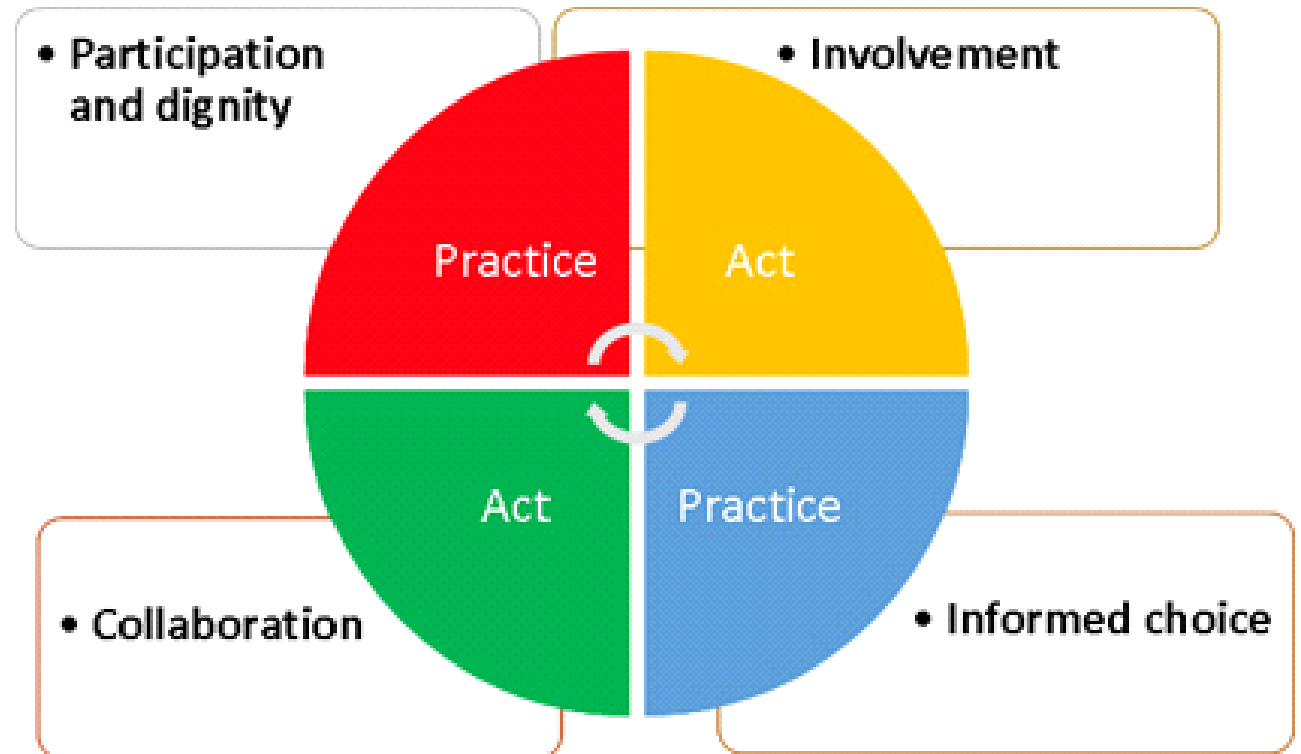 • Participation
and dignity
• Involvement
Practice
Act
Act
Practice
• Collaboration
• Informed choice